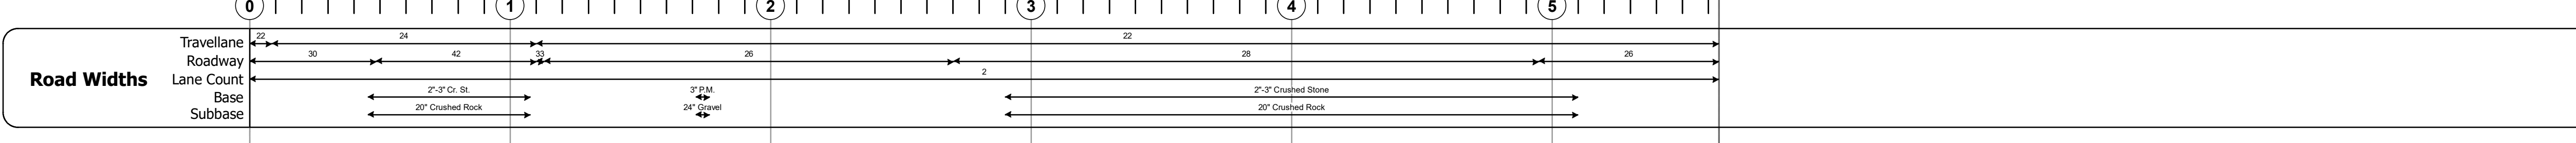 0 1 2 3 4 5
Travellane 22 24 22
Roadway 30 42 33 26 28 26
Road Widths
Lane Count 2
Base 2"-3" Cr. St. 3" P.M. 2"-3" Crushed Stone
Subbase 20" Crushed Rock 24" Gravel 20" Crushed Rock